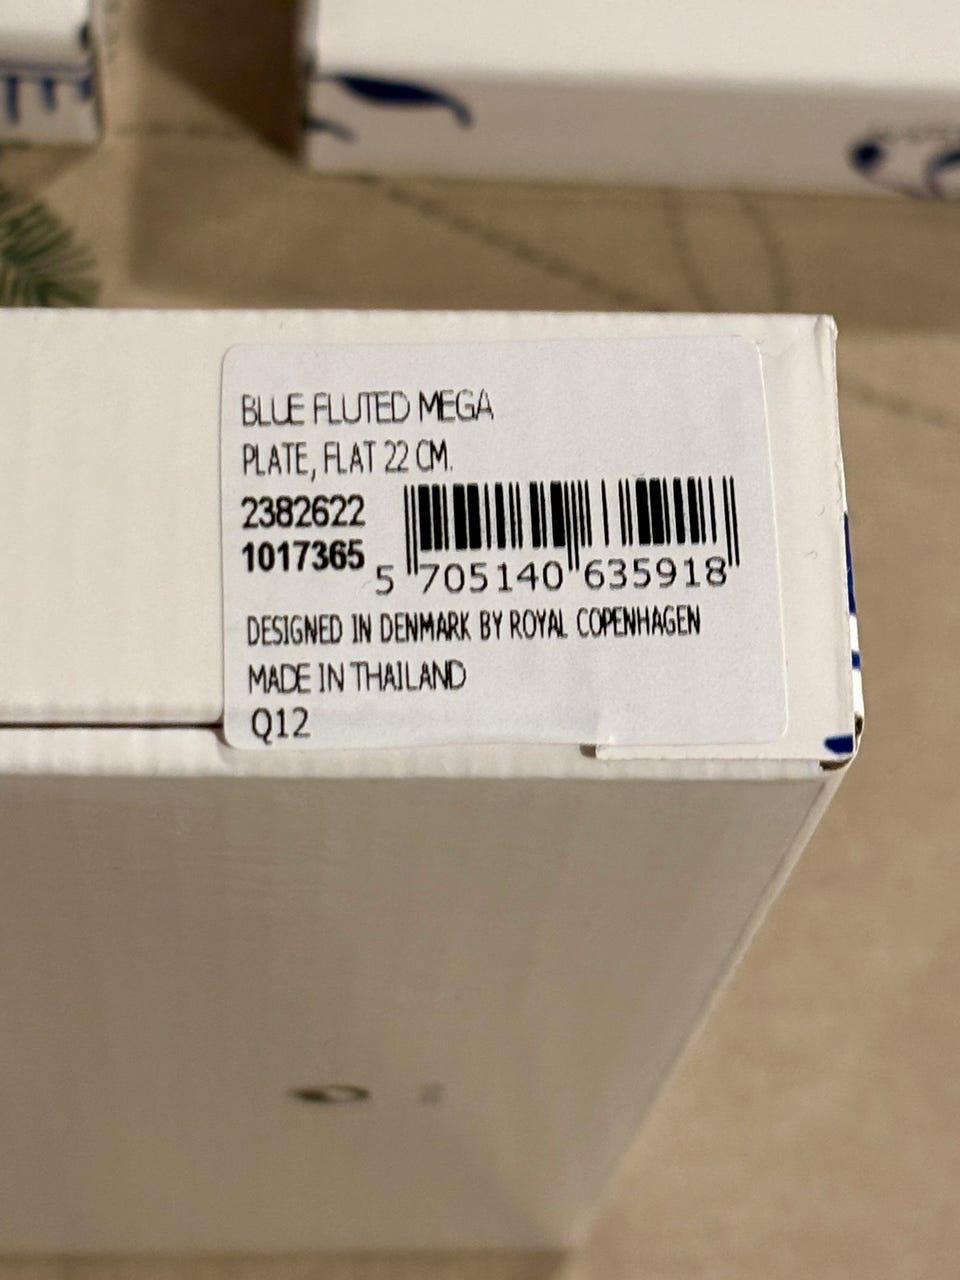 BLUE FLUTED MEGA
PLATE, FLAT 22 CM.
2382622
1017365
5 705140 635918
DESIGNED IN DENMARK BY ROYAL COPENHAGEN
MADE IN THAILAND
Q12